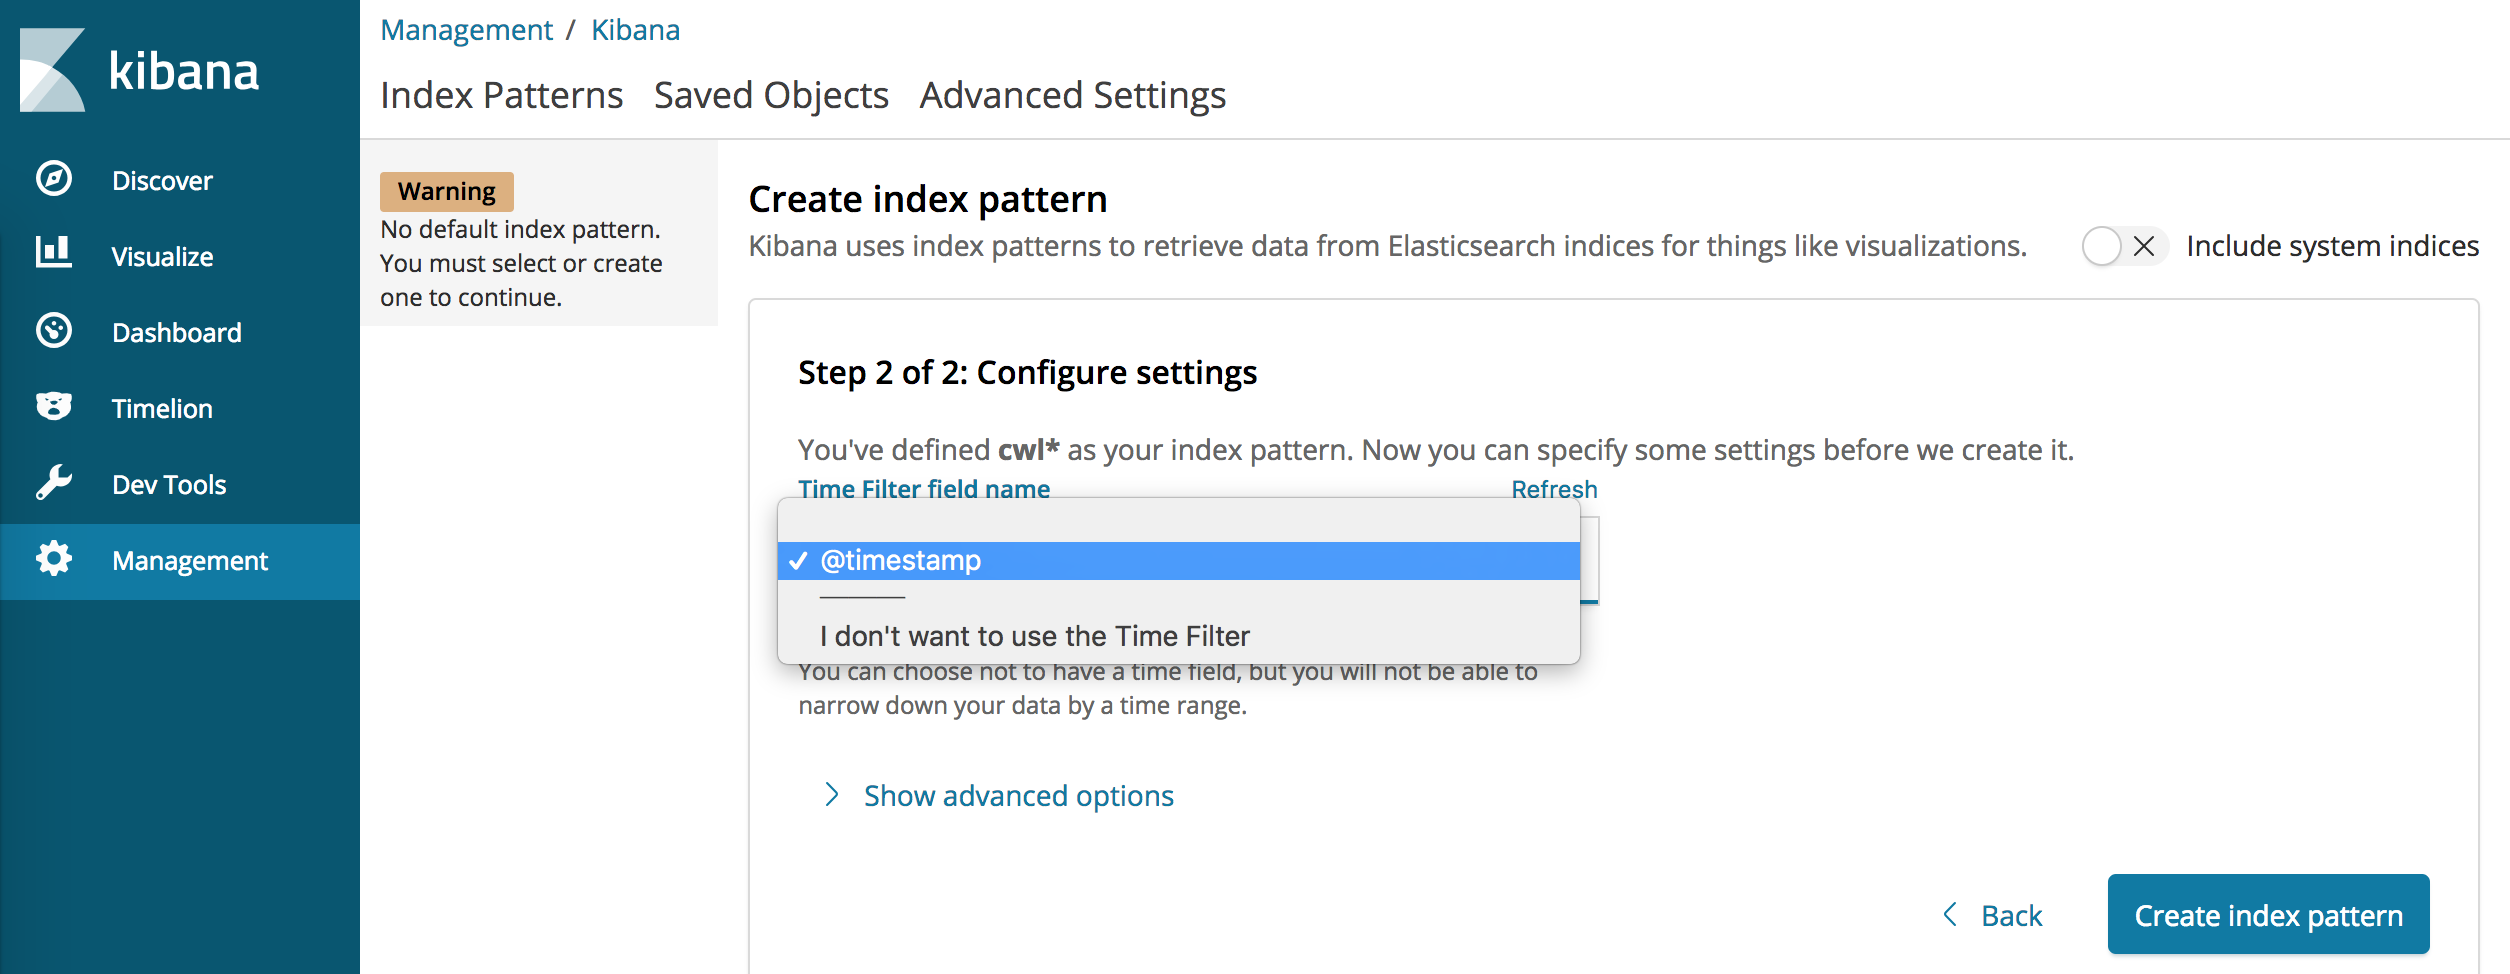 kibana
Discover
Visualize
Dashboard
Timelion
Dev Tools
Management
Management / Kibana
Index Patterns Saved Objects Advanced Settings
Warning
No default index pattern.
You must select or create
one to continue.
Create index pattern
Kibana uses index patterns to retrieve data from Elasticsearch indices for things like visualizations.
Include system indices
Step 2 of 2: Configure settings
You've defined cwl* as your index pattern. Now you can specify some settings before we create it.
Time Filter field name Refresh
@timestamp
I don't want to use the Time Filter
You can choose not to have a time field, but you will not be able to
narrow down your data by a time range.
Show advanced options
Back
Create index pattern